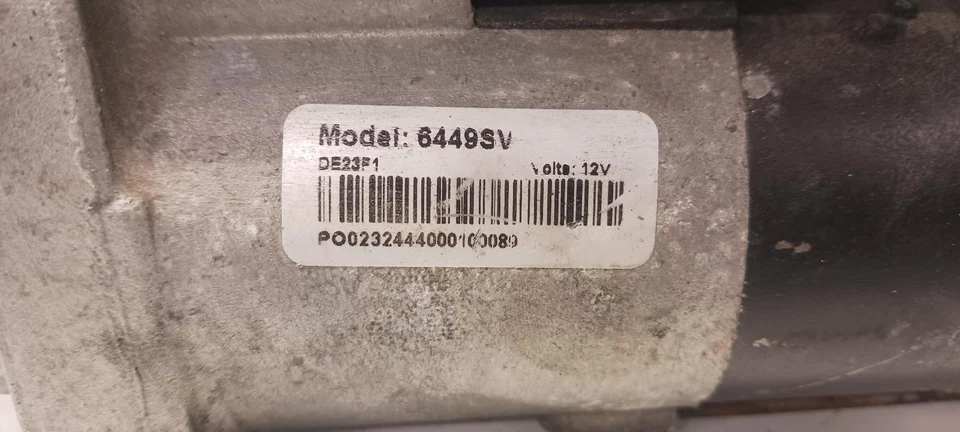 Model: 6449SV
DE23F1
Volts: 12V
PO0232444000100089